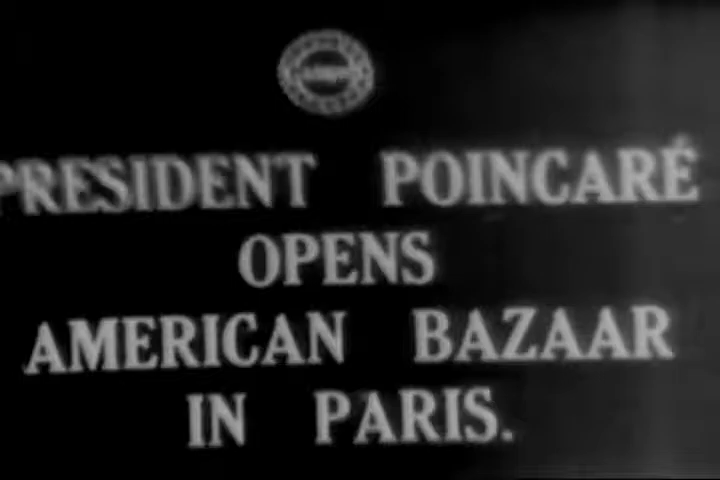 PRESIDENT POINCARÉ
OPENS
AMERICAN BAZAAR
IN PARIS.